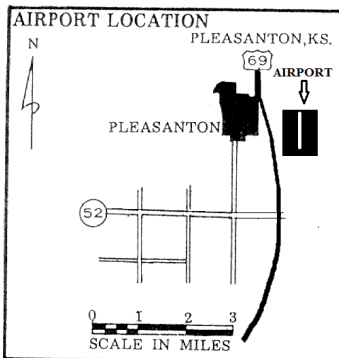 AIRPORT LOCATION
PLEASANTON,KS.
N
69
AIRPORT
PLEASANTON
52
0 1 2 3
SCALE IN MILES